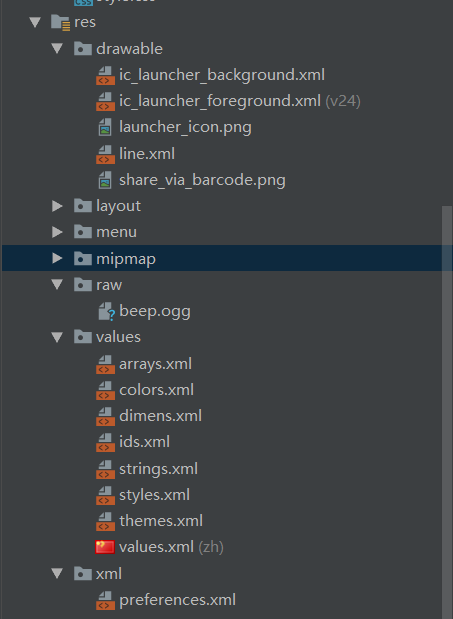 res
drawable
ic_launcher_background.xml
ic_launcher_foreground.xml (v24)
launcher_icon.png
line.xml
share_via_barcode.png
layout
menu
mipmap
raw
beep.ogg
values
arrays.xml
colors.xml
dimens.xml
ids.xml
strings.xml
styles.xml
themes.xml
values.xml (zh)
xml
preferences.xml